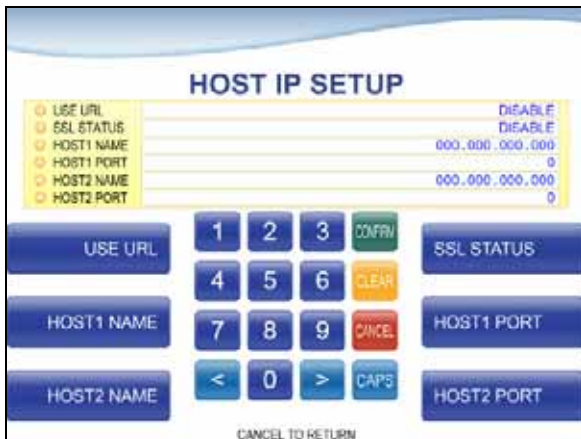 HOST IP SETUP
USE URL DISABLE
SSL STATUS DISABLE
HOST1 NAME 000.000.000.000
HOST1 PORT 0
HOST2 NAME 000.000.000.000
HOST2 PORT 0
USE URL 1 2 3 CONFIRM SSL STATUS
4 5 6 CLEAR
HOST1 NAME 7 8 9 CANCEL HOST1 PORT
HOST2 NAME < 0 > CAPS HOST2 PORT
CANCEL TO RETURN